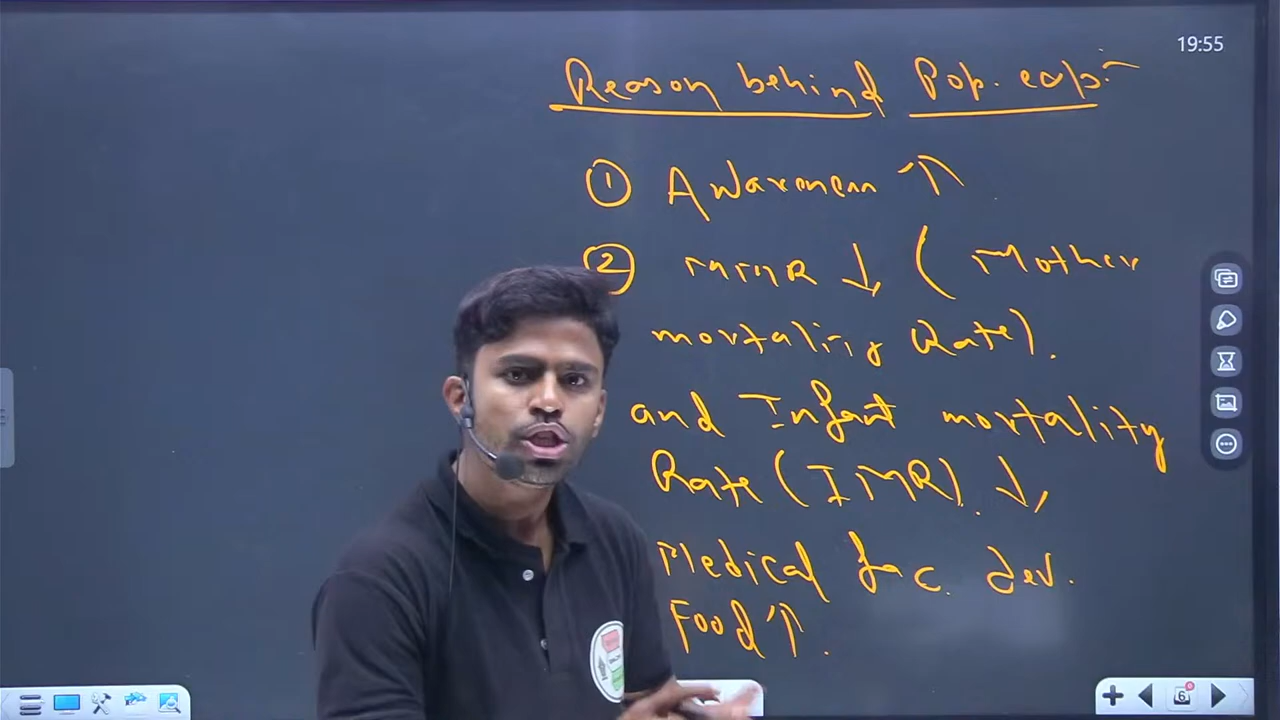 19:55
Reason behind Pop. exp:-
① Awareness ↑
② MMR ↓ (Mother
mortality Rate).
and Infant mortality
Rate (IMR). ↓
Medical fac. dev.
Food ↑.
6